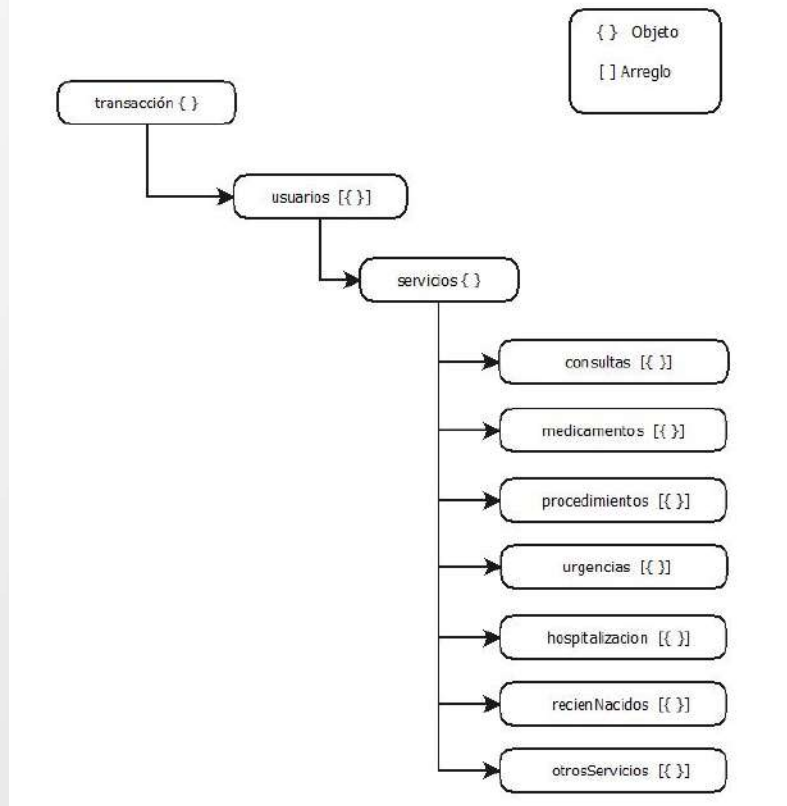 { } Objeto
[ ] Arreglo
transacción { }
usuarios [{ }]
servicios { }
consultas [{ }]
medicamentos [{ }]
procedimientos [{ }]
urgencias [{ }]
hospitalizacion [{ }]
recienNacidos [{ }]
otrosServicios [{ }]